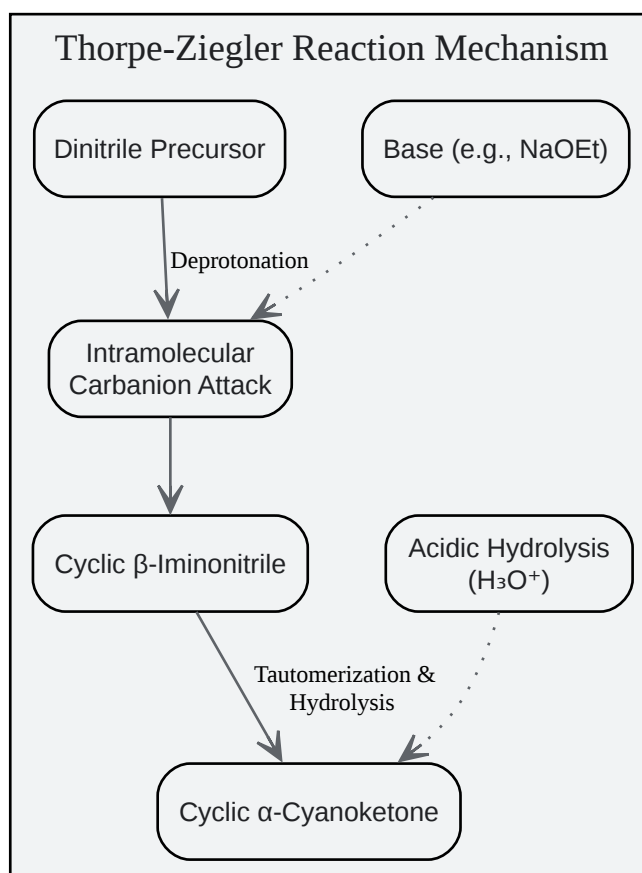 Thorpe-Ziegler Reaction Mechanism
Dinitrile Precursor
Base (e.g., NaOEt)
Deprotonation
Intramolecular
Carbanion Attack
Cyclic β-Iminonitrile
Acidic Hydrolysis
(H₃O⁺)
Tautomerization &
Hydrolysis
Cyclic α-Cyanoketone